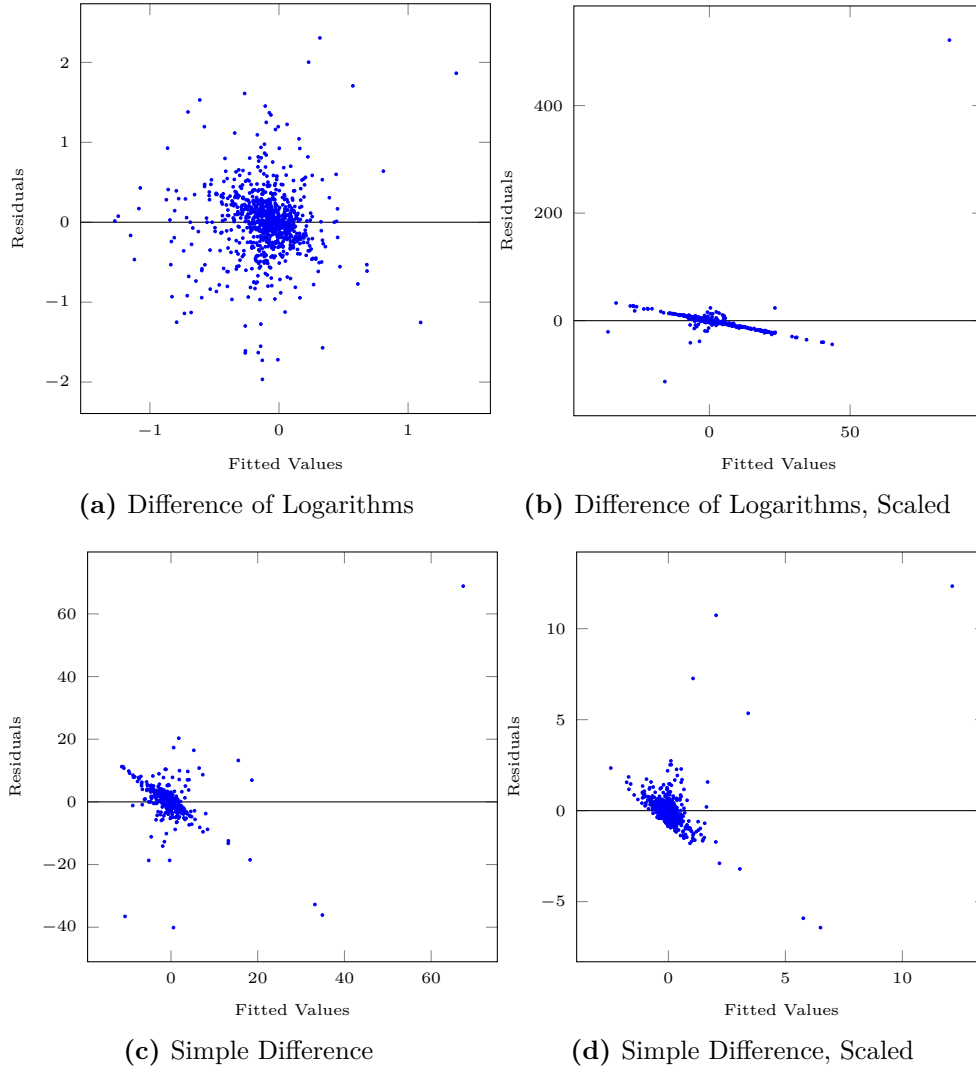 2
1
0
−1
−2
Residuals
−1
0
1
Fitted Values
(a) Difference of Logarithms
400
200
0
Residuals
0
50
Fitted Values
(b) Difference of Logarithms, Scaled
60
40
20
0
−20
−40
Residuals
0
20
40
60
Fitted Values
(c) Simple Difference
10
5
0
−5
Residuals
0
5
10
Fitted Values
(d) Simple Difference, Scaled